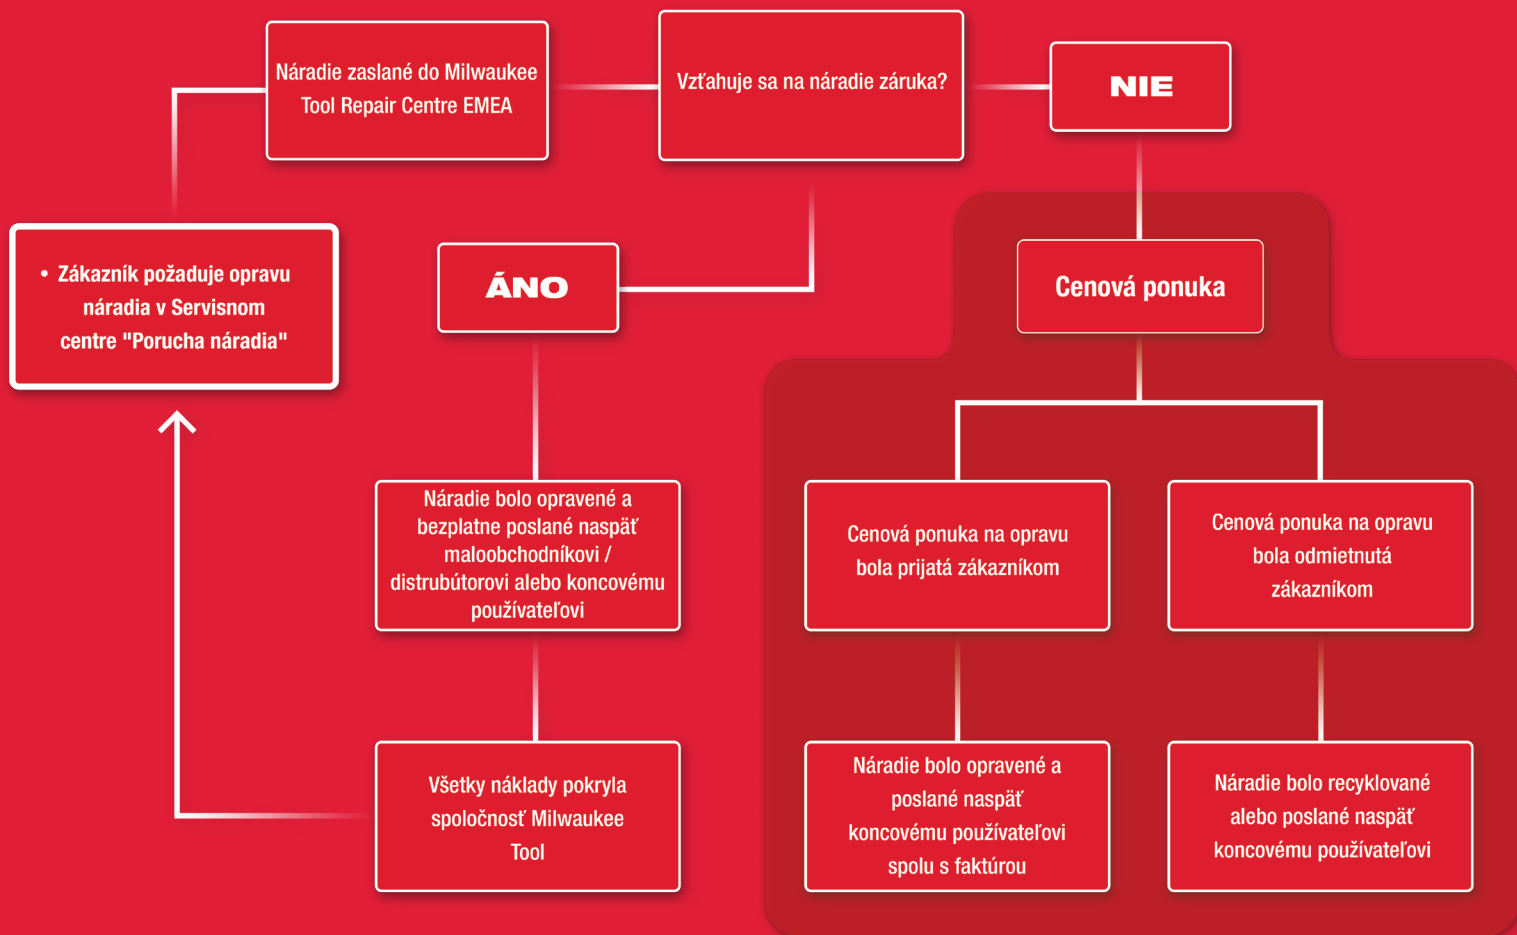 Náradie zaslané do Milwaukee
Tool Repair Centre EMEA
Vzťahuje sa na náradie záruka?
NIE
• Zákazník požaduje opravu
náradia v Servisnom
centre "Porucha náradia"
ÁNO
Cenová ponuka
Náradie bolo opravené a
bezplatne poslané naspäť
maloobchodníkovi /
distrubútorovi alebo koncovému
používateľovi
Cenová ponuka na opravu
bola prijatá zákazníkom
Cenová ponuka na opravu
bola odmietnutá
zákazníkom
Všetky náklady pokryla
spoločnosť Milwaukee
Tool
Náradie bolo opravené a
poslané naspäť
koncovému používateľovi
spolu s faktúrou
Náradie bolo recyklované
alebo poslané naspäť
koncovému používateľovi